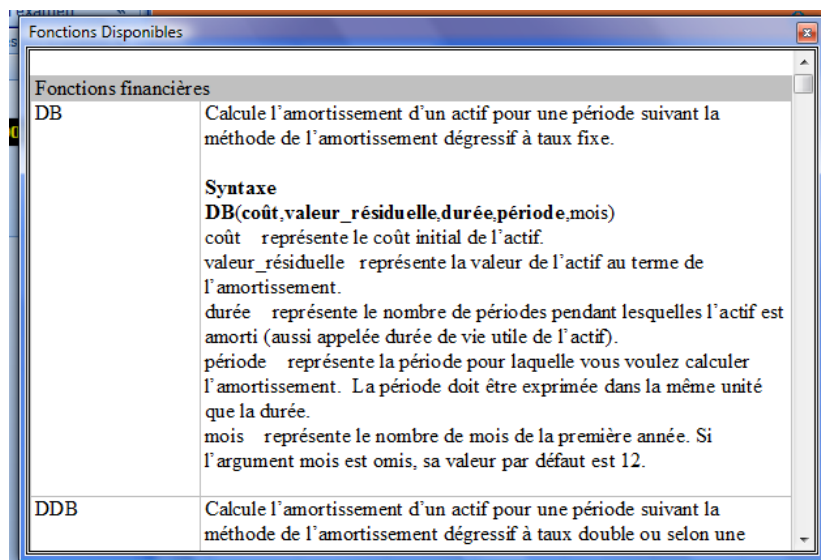 examen
Fonctions Disponibles
Fonctions financières
DB
Calcule l’amortissement d’un actif pour une période suivant la
méthode de l’amortissement dégressif à taux fixe.
Syntaxe
DB(coût,valeur_résiduelle,durée,période,mois)
coût représente le coût initial de l’actif.
valeur_résiduelle représente la valeur de l’actif au terme de
l’amortissement.
durée représente le nombre de périodes pendant lesquelles l’actif est
amorti (aussi appelée durée de vie utile de l’actif).
période représente la période pour laquelle vous voulez calculer
l’amortissement. La période doit être exprimée dans la même unité
que la durée.
mois représente le nombre de mois de la première année. Si
l’argument mois est omis, sa valeur par défaut est 12.
DDB
Calcule l’amortissement d’un actif pour une période suivant la
méthode de l’amortissement dégressif à taux double ou selon une